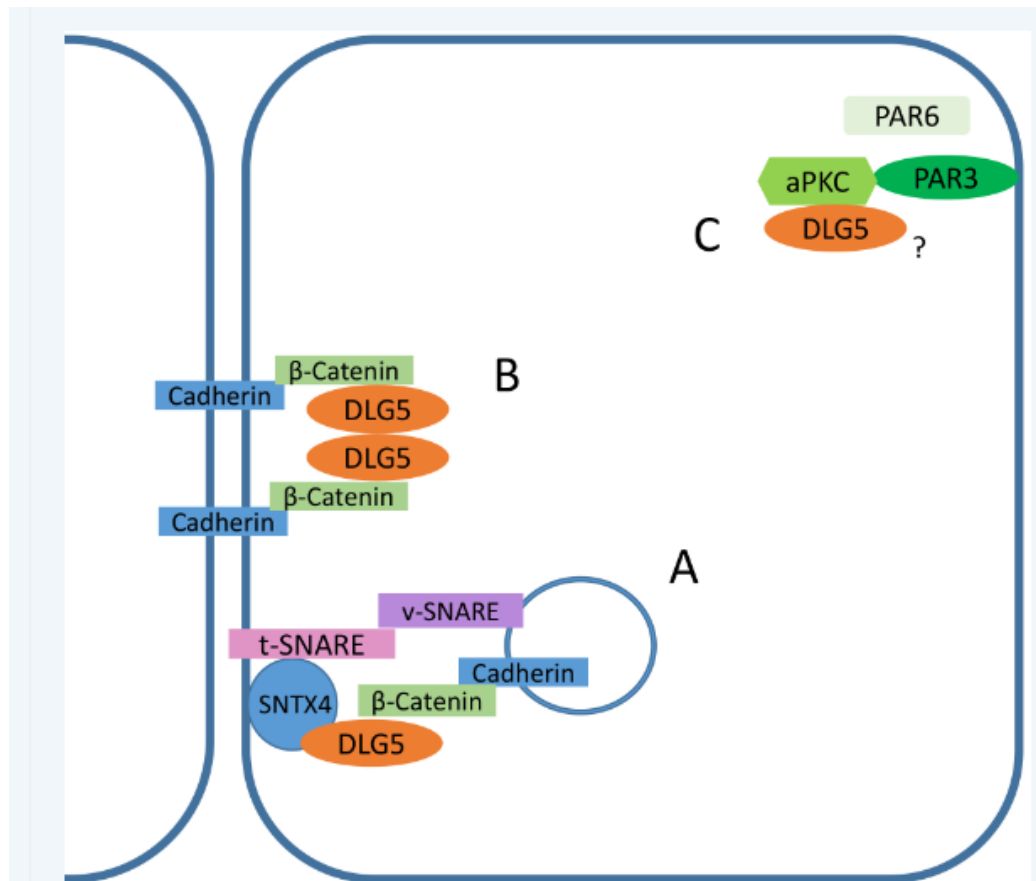 PAR6
aPKC
PAR3
C
DLG5
?
β-Catenin
B
Cadherin
DLG5
DLG5
β-Catenin
Cadherin
A
v-SNARE
t-SNARE
Cadherin
SNTX4
β-Catenin
DLG5